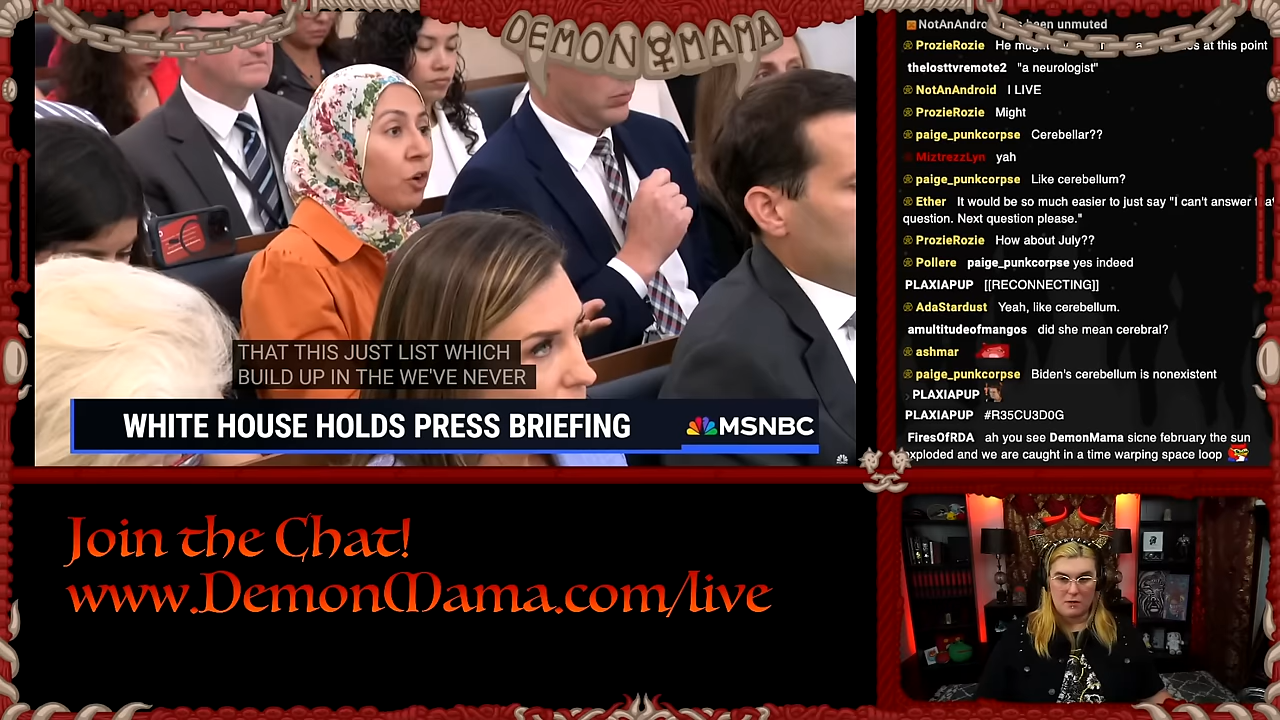 DEMON MAMA
THAT THIS JUST LIST WHICH
BUILD UP IN THE WE'VE NEVER
WHITE HOUSE HOLDS PRESS BRIEFING
MSNBC
been unmuted
ProzieRozie at this point
thelosttvremote2 "a neurologist"
NotAnAndroid I LIVE
ProzieRozie Might
paige_punkcorpse Cerebellar??
MiztrezzLyn yah
paige_punkcorpse Like cerebellum?
Ether It would be so much easier to just say "I can't answer
question. Next question please."
ProzieRozie How about July??
Pollere paige_punkcorpse yes indeed
PLAXIAPUP [[RECONNECTING]]
AdaStardust Yeah, like cerebellum.
amultitudeofmangos did she mean cerebral?
ashmar
paige_punkcorpse Biden's cerebellum is nonexistent
PLAXIAPUP
PLAXIAPUP #R35CU3D0G
FiresOfRDA ah you see DemonMama sicne february the sun
exploded and we are caught in a time warping space loop
Join the Chat!
www.DemonMama.com/live